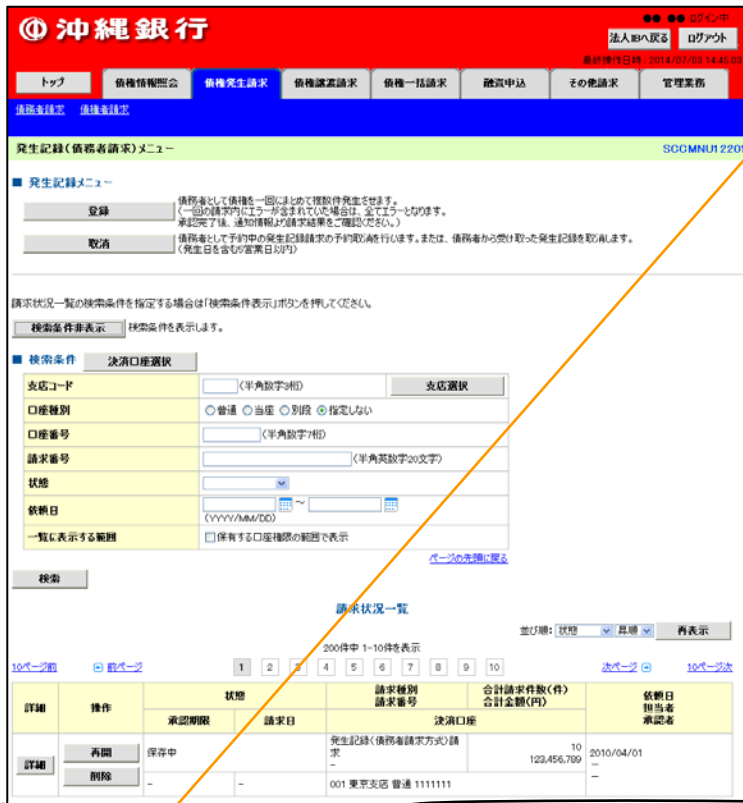 沖縄銀行
●● ●●:ログイン中
法人IBへ戻る ログアウト
最終操作日時:2014/07/03 14:45:03
トップ 債権情報照会 債権発生請求 債権譲渡請求 債権一括請求 融資申込 その他請求 管理業務
債務者請求 債権者請求
発生記録(債務者請求)メニュー SCCMNU12201
■ 発生記録メニュー
登録 債務者として債権を一回にまとめて複数件発生させます。
(一回の請求内にエラーが含まれていた場合は、全てエラーとなります。
承認完了後、通知情報より請求結果をご確認ください。)
取消 債務者として予約中の発生記録請求の予約取消を行います。または、債務者から受け取った発生記録を取消します。
(発生日を含む5営業日以内)
請求状況一覧の検索条件を指定する場合は「検索条件表示」ボタンを押してください。
検索条件非表示 検索条件を表示します。
■ 検索条件 決済口座選択
支店コード (半角数字3桁) 支店選択
口座種別 普通 当座 別段 指定しない
口座番号 (半角数字7桁)
請求番号 (半角英数字20文字)
状態
依頼日 ~
(YYYY/MM/DD)
一覧に表示する範囲 保有する口座権限の範囲で表示
ページの先頭に戻る
検索
請求状況一覧
並び順: 状態 昇順 再表示
200件中 1-10件を表示
10ページ前 前ページ 1 2 3 4 5 6 7 8 9 10 次ページ 10ページ次
詳細 操作 状態 請求種別 合計請求件数(件) 依頼日
請求番号 合計金額(円) 担当者
承認期限 請求日 決済口座 承認者
詳細 再開 保存中 発生記録(債務者請求方式)請求 10 2010/04/01
- 123,456,789 -
削除 - - 001 東京支店 普通 1111111 -